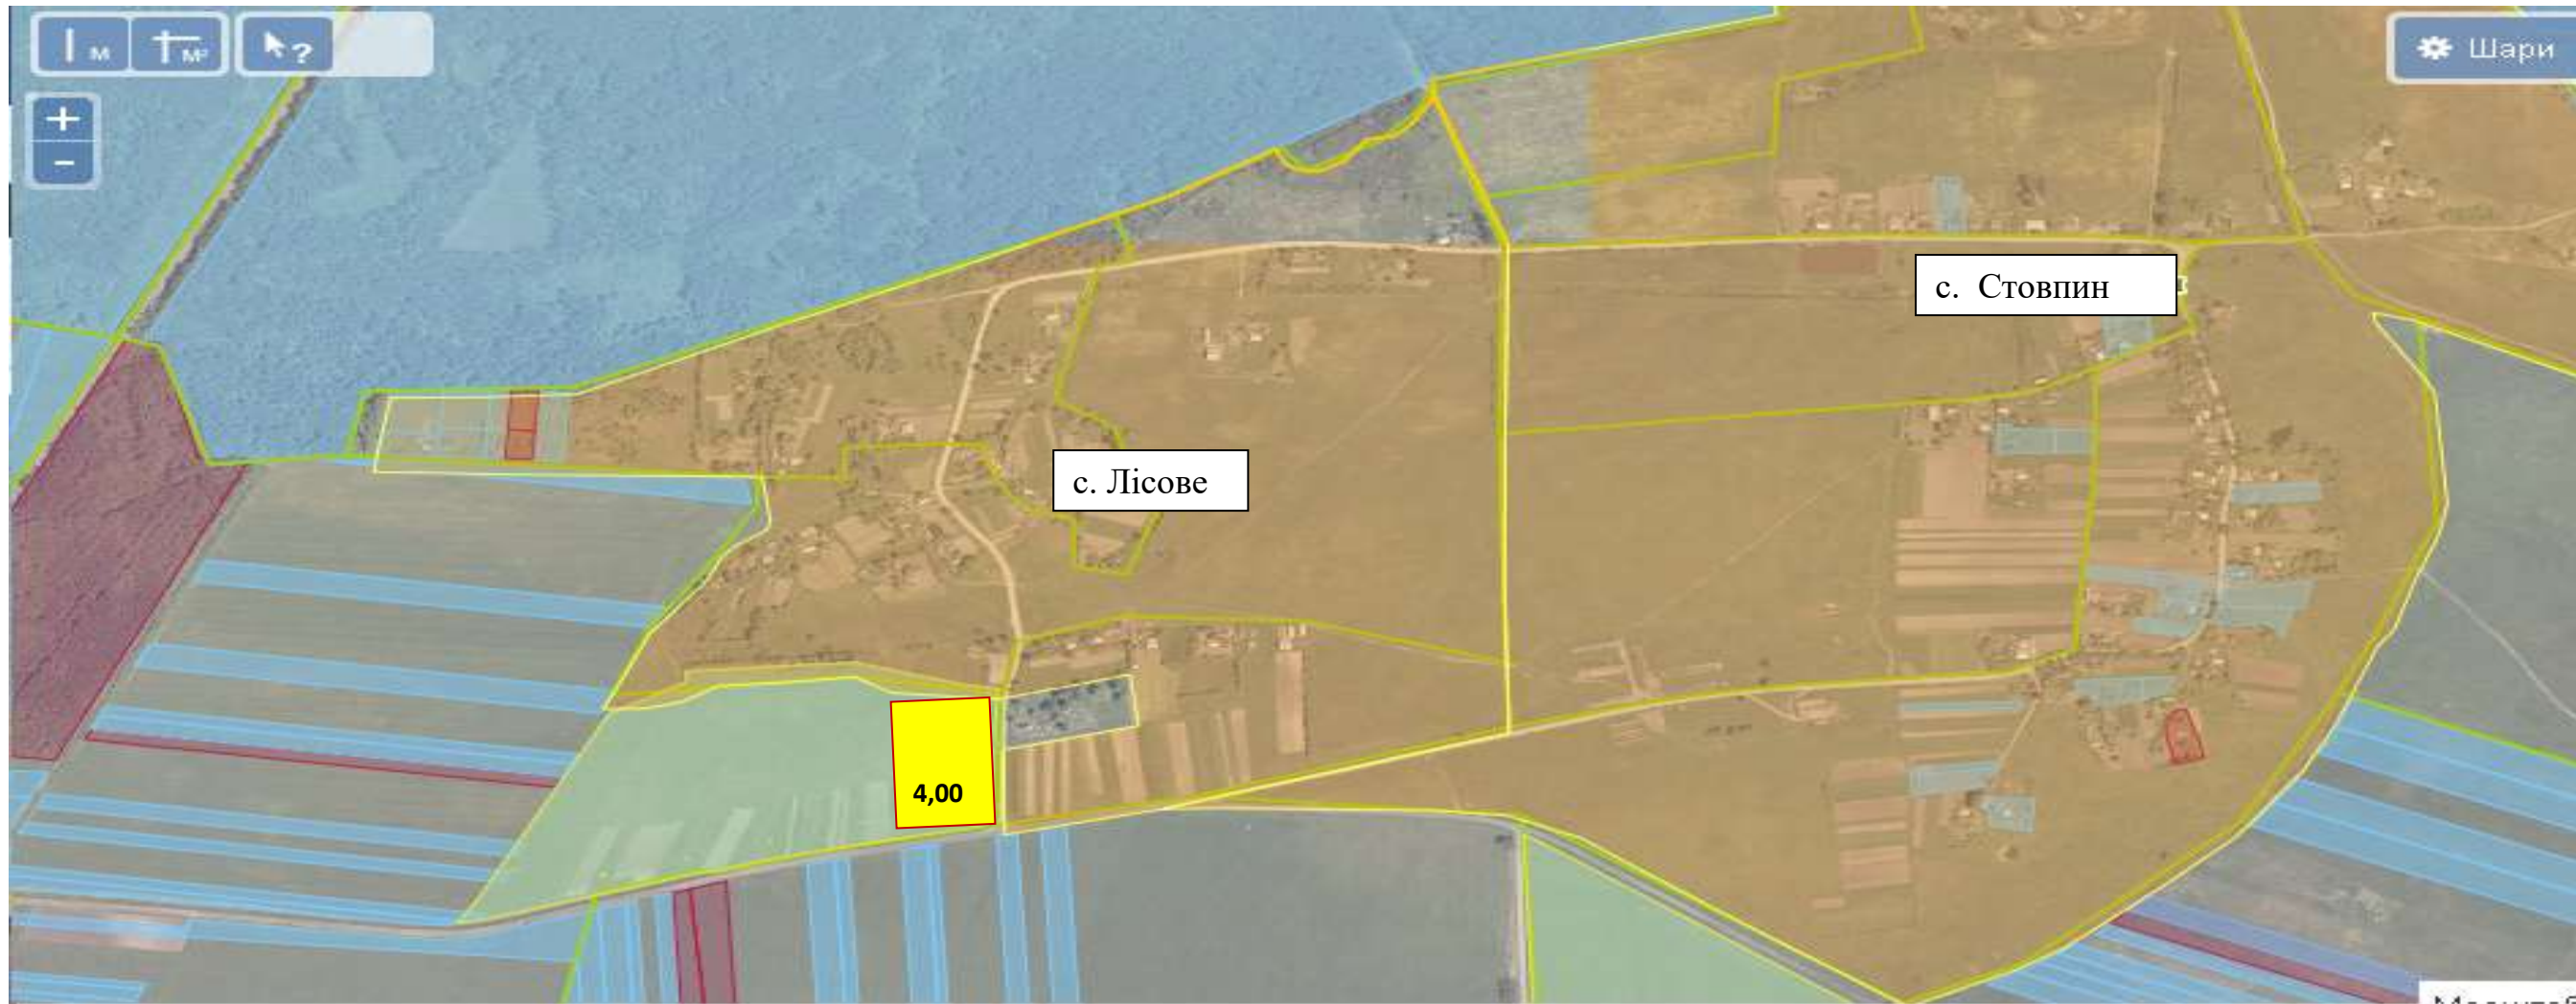 м
м²
?
Шари
+
-
с. Стовпин
с. Лісове
4,00